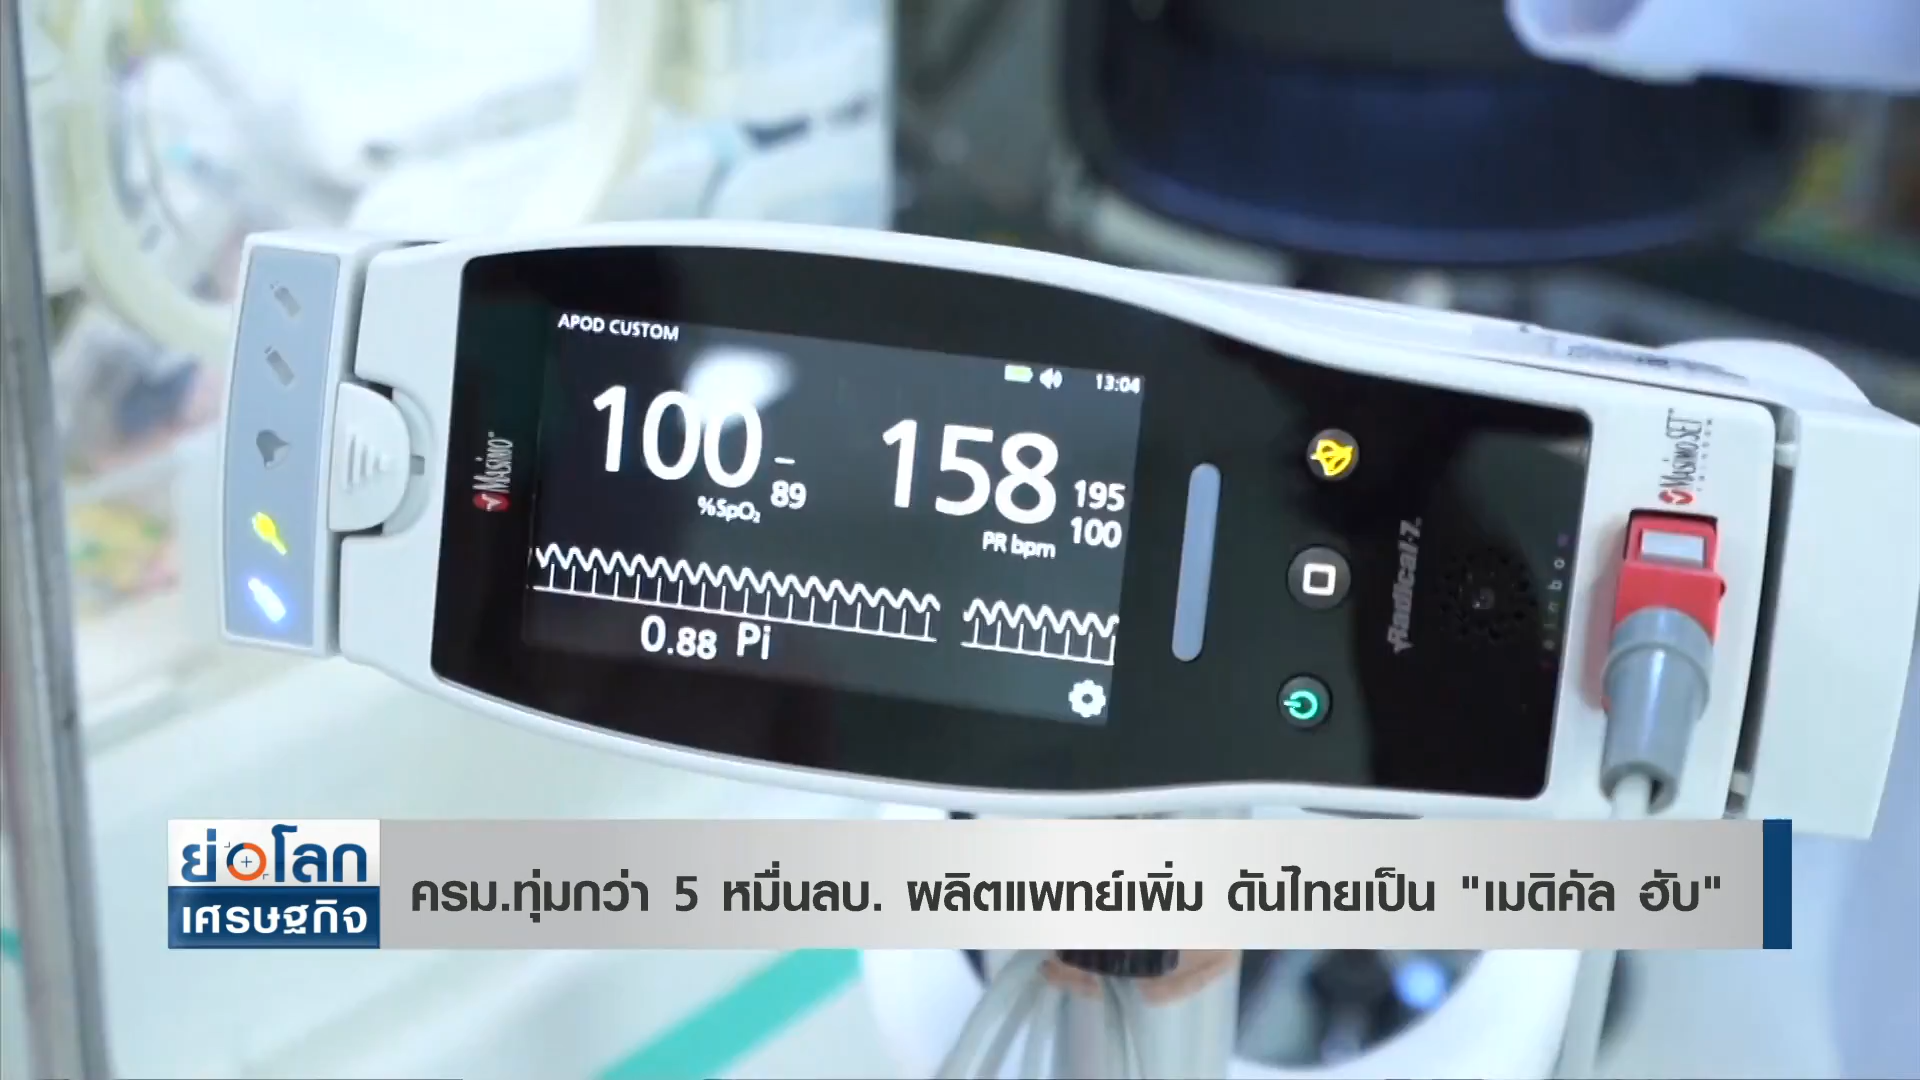 APOD CUSTOM
13:04
100
–
89
%SpO₂
158
195
100
PR bpm
0.88 Pi
MASIMO
Radical-7
rainbow
MASIMO SET
ย่อโลก
เศรษฐกิจ
ครม.ทุ่มกว่า 5 หมื่นลบ. ผลิตแพทย์เพิ่ม ดันไทยเป็น "เมดิคัล ฮับ"